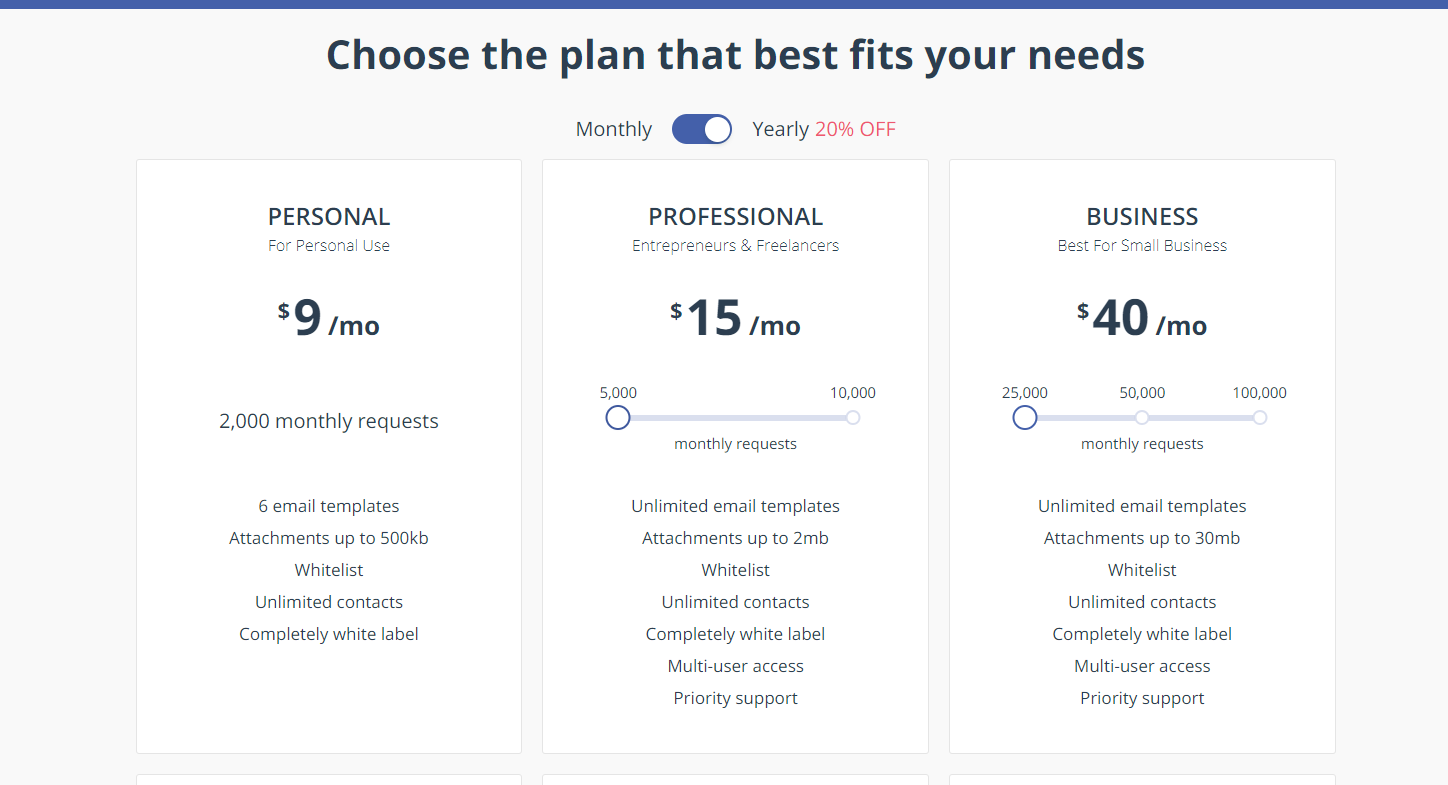 Choose the plan that best fits your needs
Monthly Yearly 20% OFF
PERSONAL
For Personal Use
$9 /mo
2,000 monthly requests
6 email templates
Attachments up to 500kb
Whitelist
Unlimited contacts
Completely white label
PROFESSIONAL
Entrepreneurs & Freelancers
$15 /mo
5,000 10,000
monthly requests
Unlimited email templates
Attachments up to 2mb
Whitelist
Unlimited contacts
Completely white label
Multi-user access
Priority support
BUSINESS
Best For Small Business
$40 /mo
25,000 50,000 100,000
monthly requests
Unlimited email templates
Attachments up to 30mb
Whitelist
Unlimited contacts
Completely white label
Multi-user access
Priority support